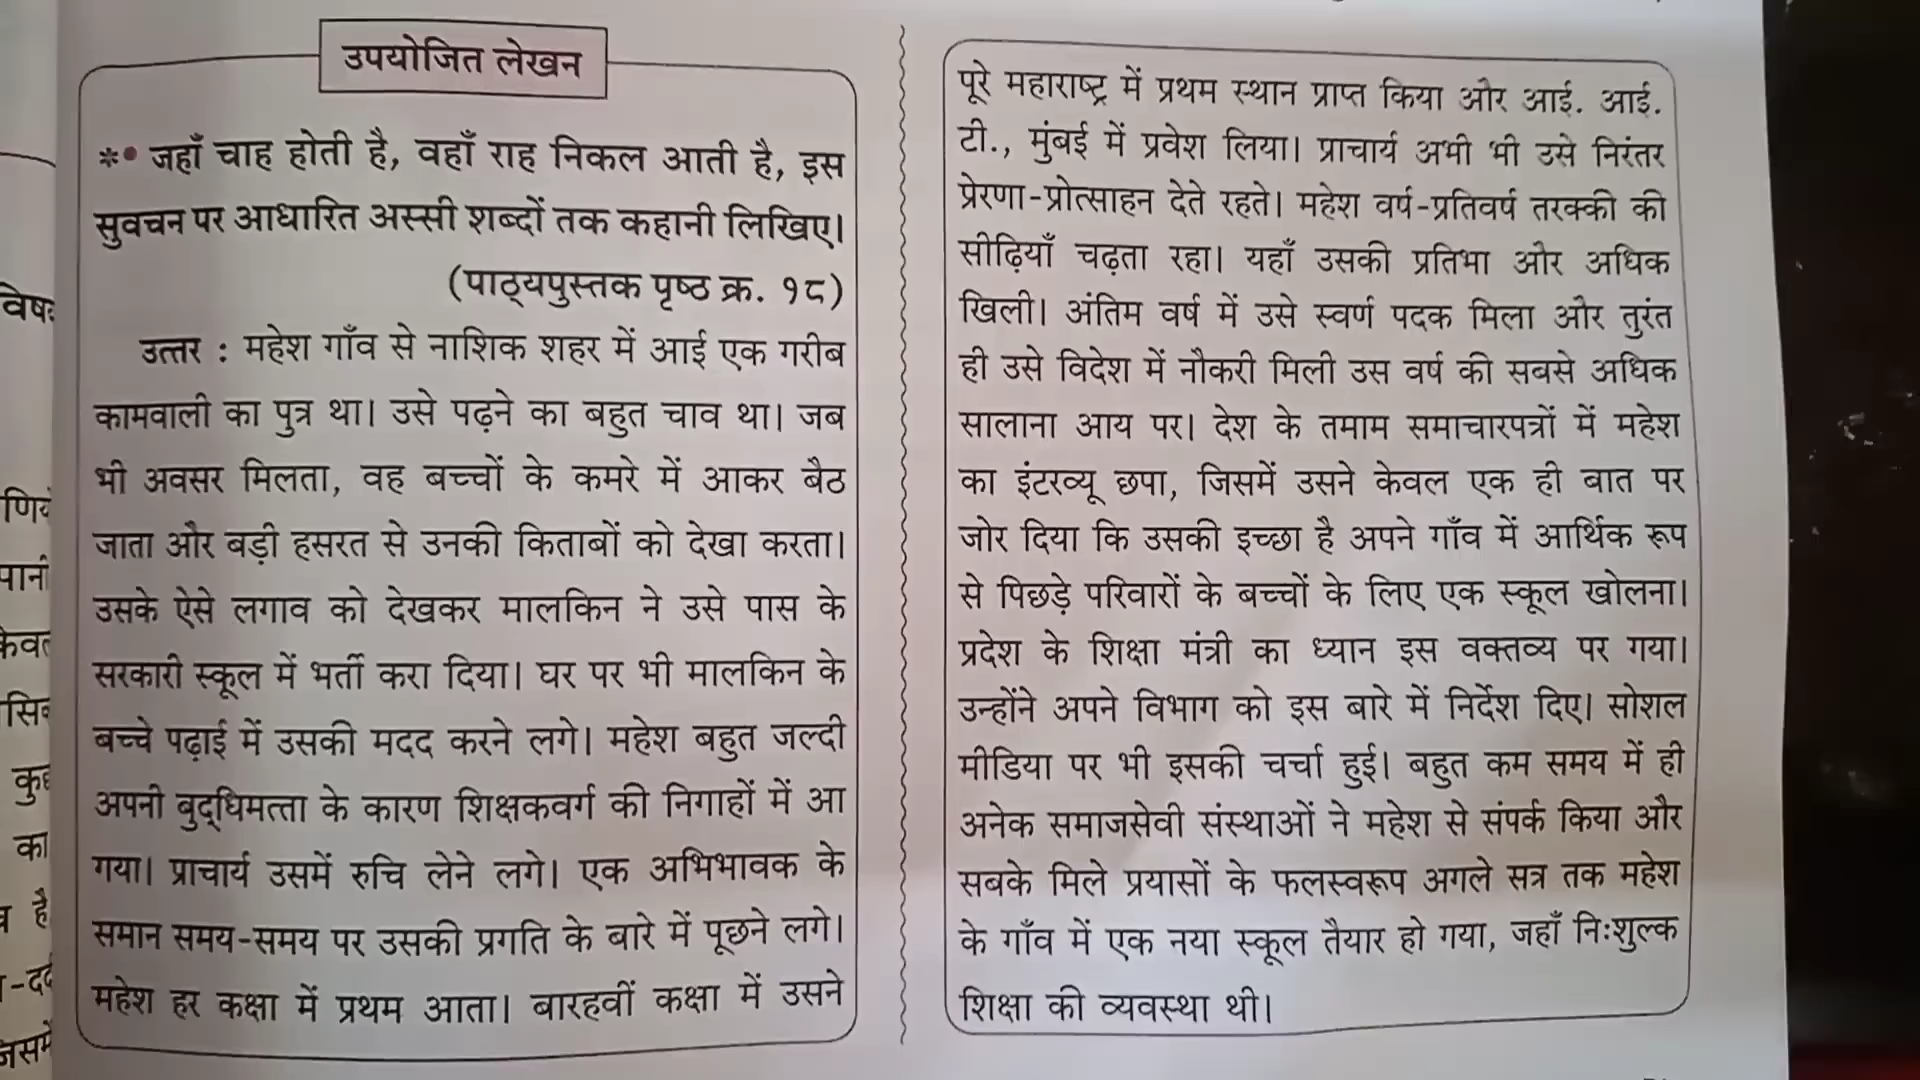 उपयोजित लेखन
*• जहाँ चाह होती है, वहाँ राह निकल आती है, इस
सुवचन पर आधारित अस्सी शब्दों तक कहानी लिखिए।
(पाठ्यपुस्तक पृष्ठ क्र. १८)
उत्तर : महेश गाँव से नाशिक शहर में आई एक गरीब
कामवाली का पुत्र था। उसे पढ़ने का बहुत चाव था। जब
भी अवसर मिलता, वह बच्चों के कमरे में आकर बैठ
जाता और बड़ी हसरत से उनकी किताबों को देखा करता।
उसके ऐसे लगाव को देखकर मालकिन ने उसे पास के
सरकारी स्कूल में भर्ती करा दिया। घर पर भी मालकिन के
बच्चे पढ़ाई में उसकी मदद करने लगे। महेश बहुत जल्दी
अपनी बुद्‌धिमत्ता के कारण शिक्षकवर्ग की निगाहों में आ
गया। प्राचार्य उसमें रुचि लेने लगे। एक अभिभावक के
समान समय-समय पर उसकी प्रगति के बारे में पूछने लगे।
महेश हर कक्षा में प्रथम आता। बारहवीं कक्षा में उसने
पूरे महाराष्ट्र में प्रथम स्थान प्राप्त किया और आई. आई.
टी., मुंबई में प्रवेश लिया। प्राचार्य अभी भी उसे निरंतर
प्रेरणा-प्रोत्साहन देते रहते। महेश वर्ष-प्रतिवर्ष तरक्की की
सीढ़ियाँ चढ़ता रहा। यहाँ उसकी प्रतिभा और अधिक
खिली। अंतिम वर्ष में उसे स्वर्ण पदक मिला और तुरंत
ही उसे विदेश में नौकरी मिली उस वर्ष की सबसे अधिक
सालाना आय पर। देश के तमाम समाचारपत्रों में महेश
का इंटरव्यू छपा, जिसमें उसने केवल एक ही बात पर
जोर दिया कि उसकी इच्छा है अपने गाँव में आर्थिक रूप
से पिछड़े परिवारों के बच्चों के लिए एक स्कूल खोलना।
प्रदेश के शिक्षा मंत्री का ध्यान इस वक्तव्य पर गया।
उन्होंने अपने विभाग को इस बारे में निर्देश दिए। सोशल
मीडिया पर भी इसकी चर्चा हुई। बहुत कम समय में ही
अनेक समाजसेवी संस्थाओं ने महेश से संपर्क किया और
सबके मिले प्रयासों के फलस्वरूप अगले सत्र तक महेश
के गाँव में एक नया स्कूल तैयार हो गया, जहाँ निःशुल्क
शिक्षा की व्यवस्था थी।